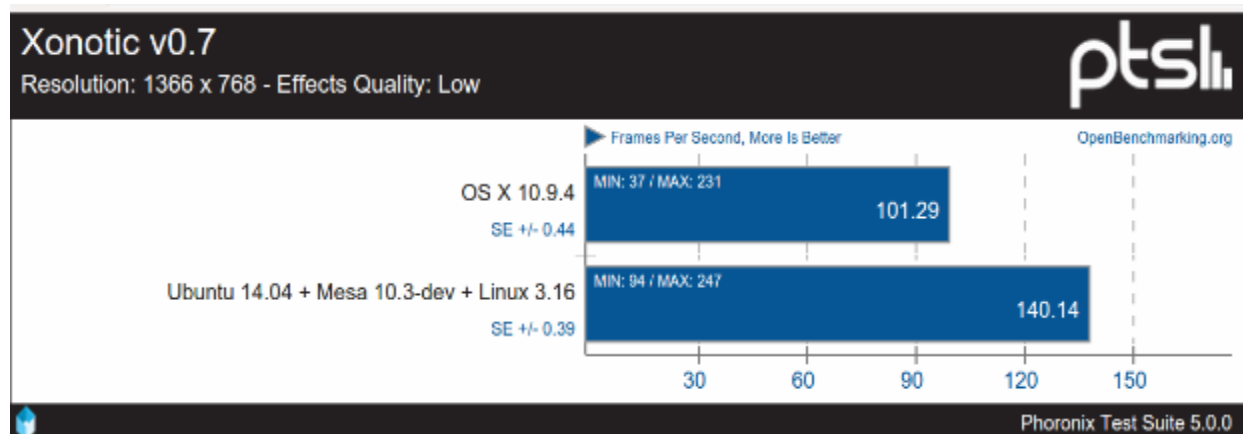 Xonotic v0.7
Resolution: 1366 x 768 - Effects Quality: Low
ptsl
Frames Per Second, More Is Better
OpenBenchmarking.org
OS X 10.9.4
SE +/- 0.44
MIN: 37 / MAX: 231
101.29
Ubuntu 14.04 + Mesa 10.3-dev + Linux 3.16
SE +/- 0.39
MIN: 94 / MAX: 247
140.14
30 60 90 120 150
Phoronix Test Suite 5.0.0